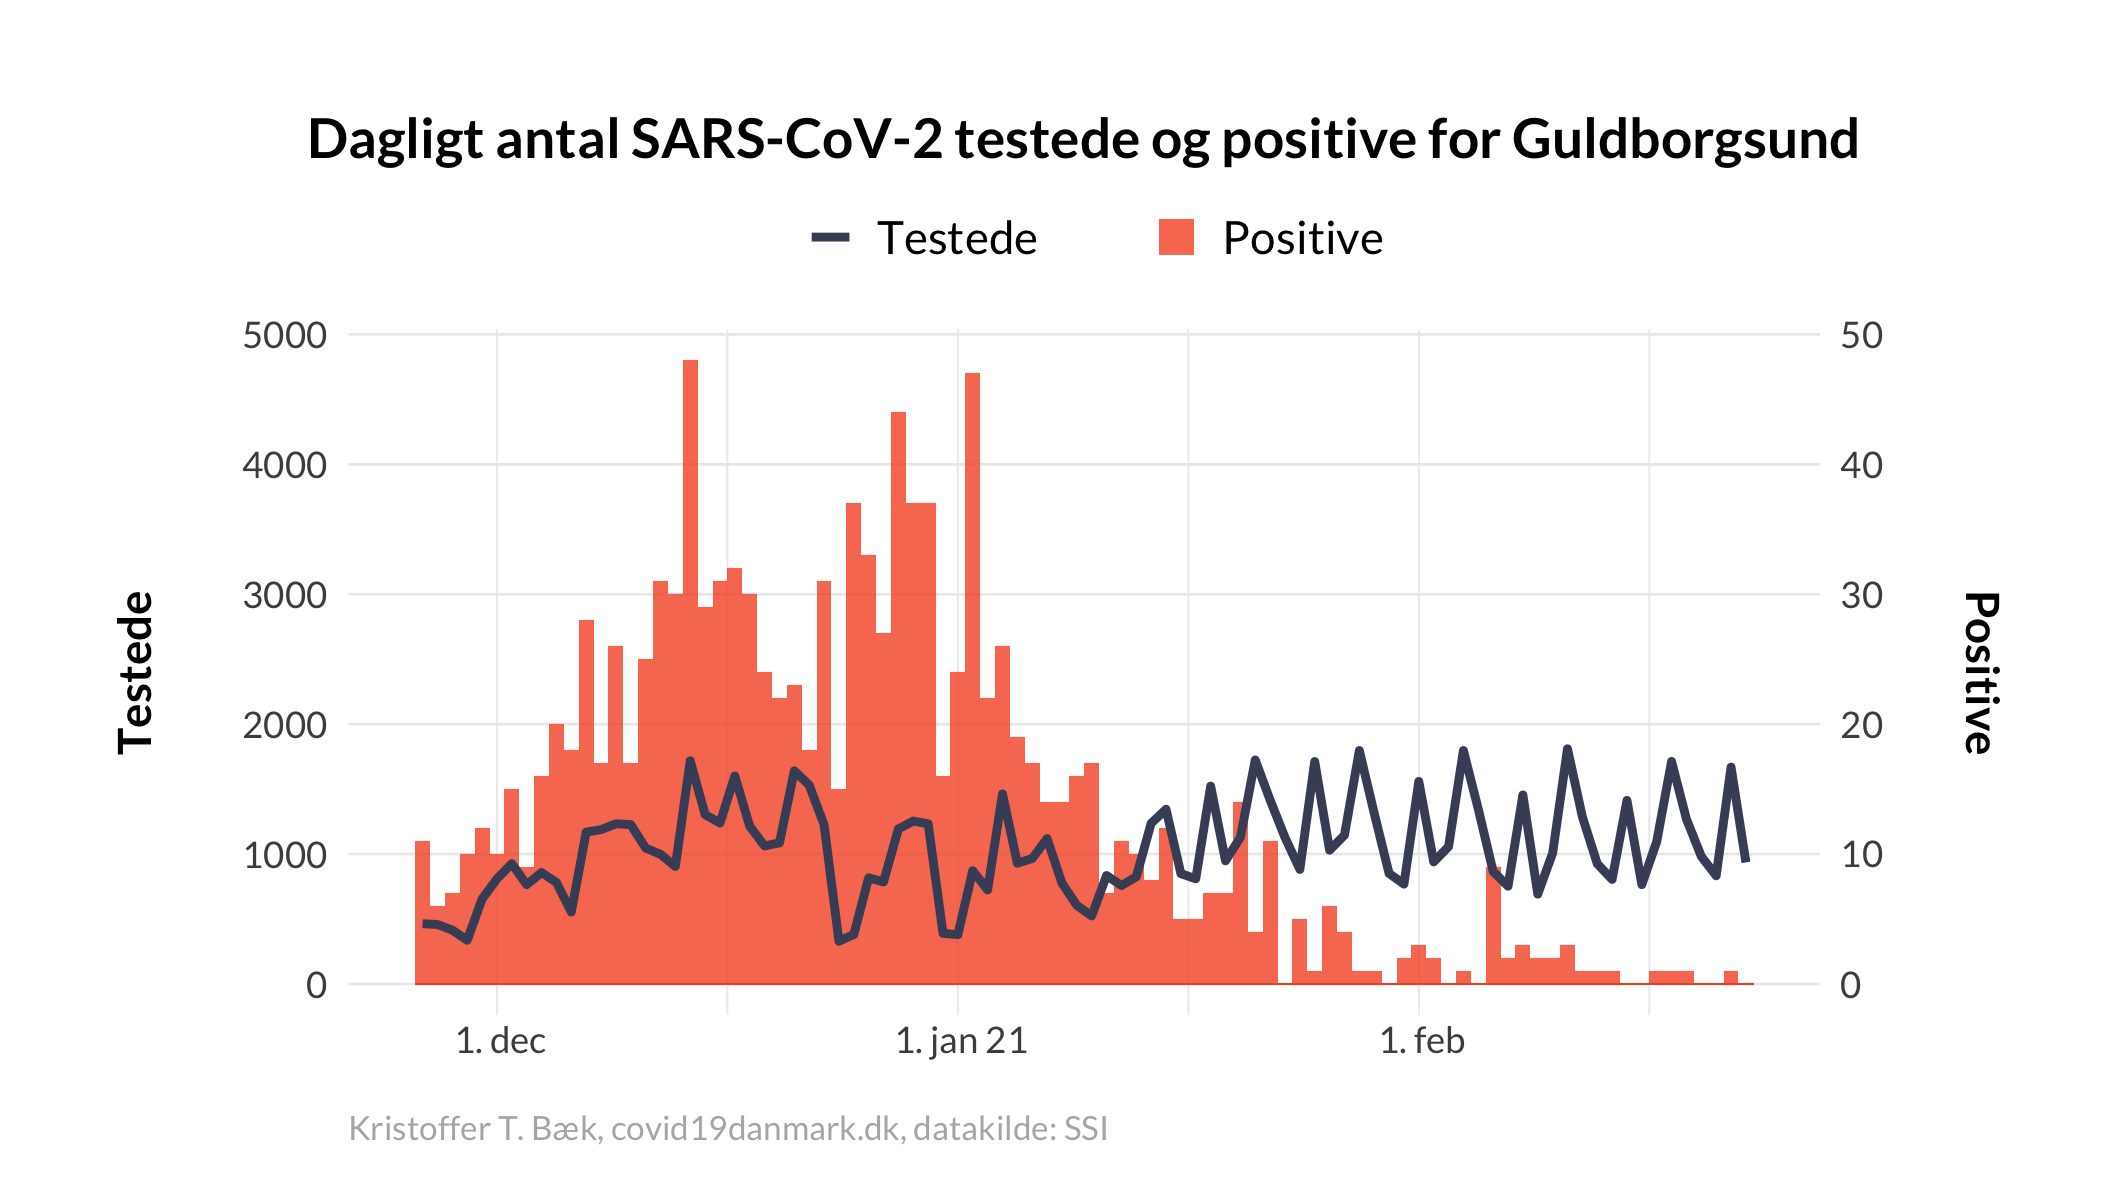 Dagligt antal SARS-CoV-2 testede og positive for Guldborgsund
Testede Positive
5000 50
4000 40
3000 30
2000 20
1000 10
0 0
Testede
Positive
1. dec 1. jan 21 1. feb
Kristoffer T. Bæk, covid19danmark.dk, datakilde: SSI